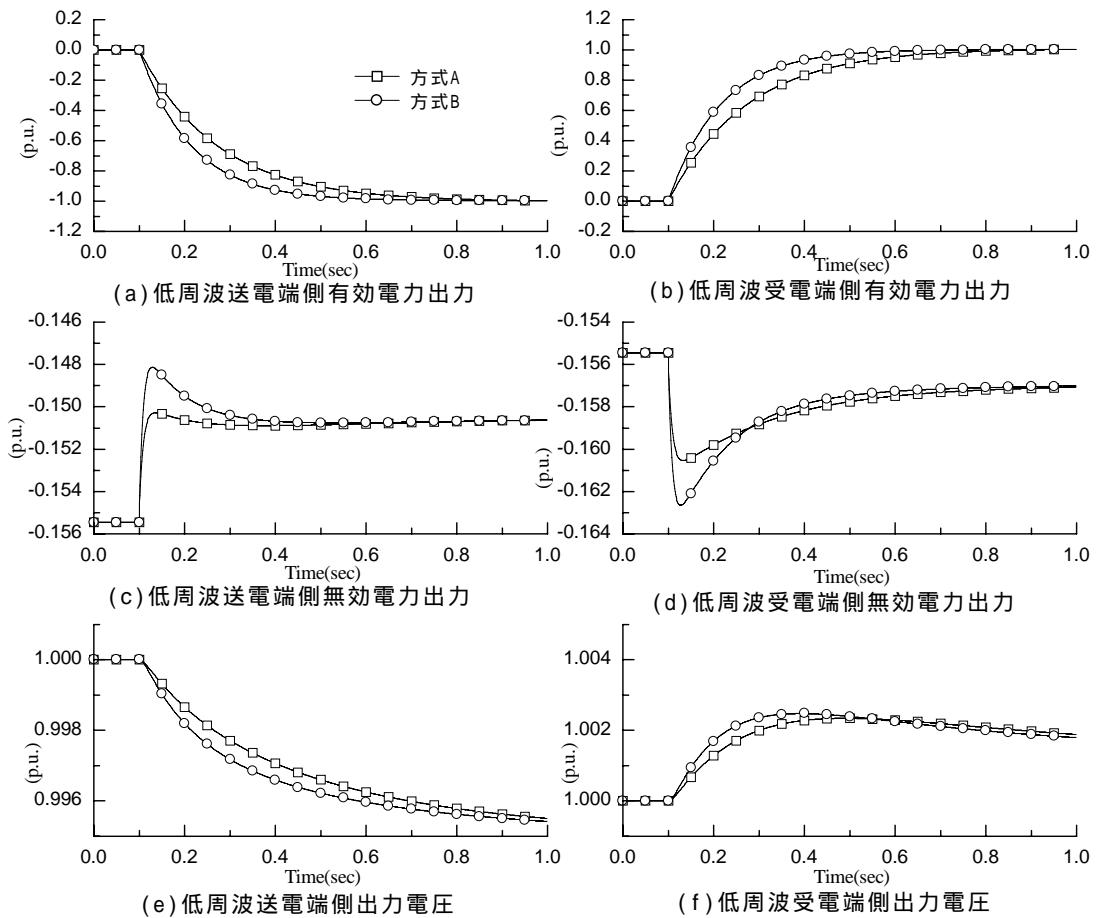 0.2
0.0
-0.2
-0.4
-0.6
-0.8
-1.0
-1.2
(p.u.)
方式A
方式B
0.0 0.2 0.4 0.6 0.8 1.0
Time(sec)
(a)低周波送電端側有効電力出力
1.2
1.0
0.8
0.6
0.4
0.2
0.0
-0.2
(p.u.)
0.0 0.2 0.4 0.6 0.8 1.0
Time(sec)
(b)低周波受電端側有効電力出力
-0.146
-0.148
-0.150
-0.152
-0.154
-0.156
(p.u.)
0.0 0.2 0.4 0.6 0.8 1.0
Time(sec)
(c)低周波送電端側無効電力出力
-0.154
-0.156
-0.158
-0.160
-0.162
-0.164
(p.u.)
0.0 0.2 0.4 0.6 0.8 1.0
Time(sec)
(d)低周波受電端側無効電力出力
1.000
0.998
0.996
(p.u.)
0.0 0.2 0.4 0.6 0.8 1.0
Time(sec)
(e)低周波送電端側出力電圧
1.004
1.002
1.000
(p.u.)
0.0 0.2 0.4 0.6 0.8 1.0
Time(sec)
(f)低周波受電端側出力電圧